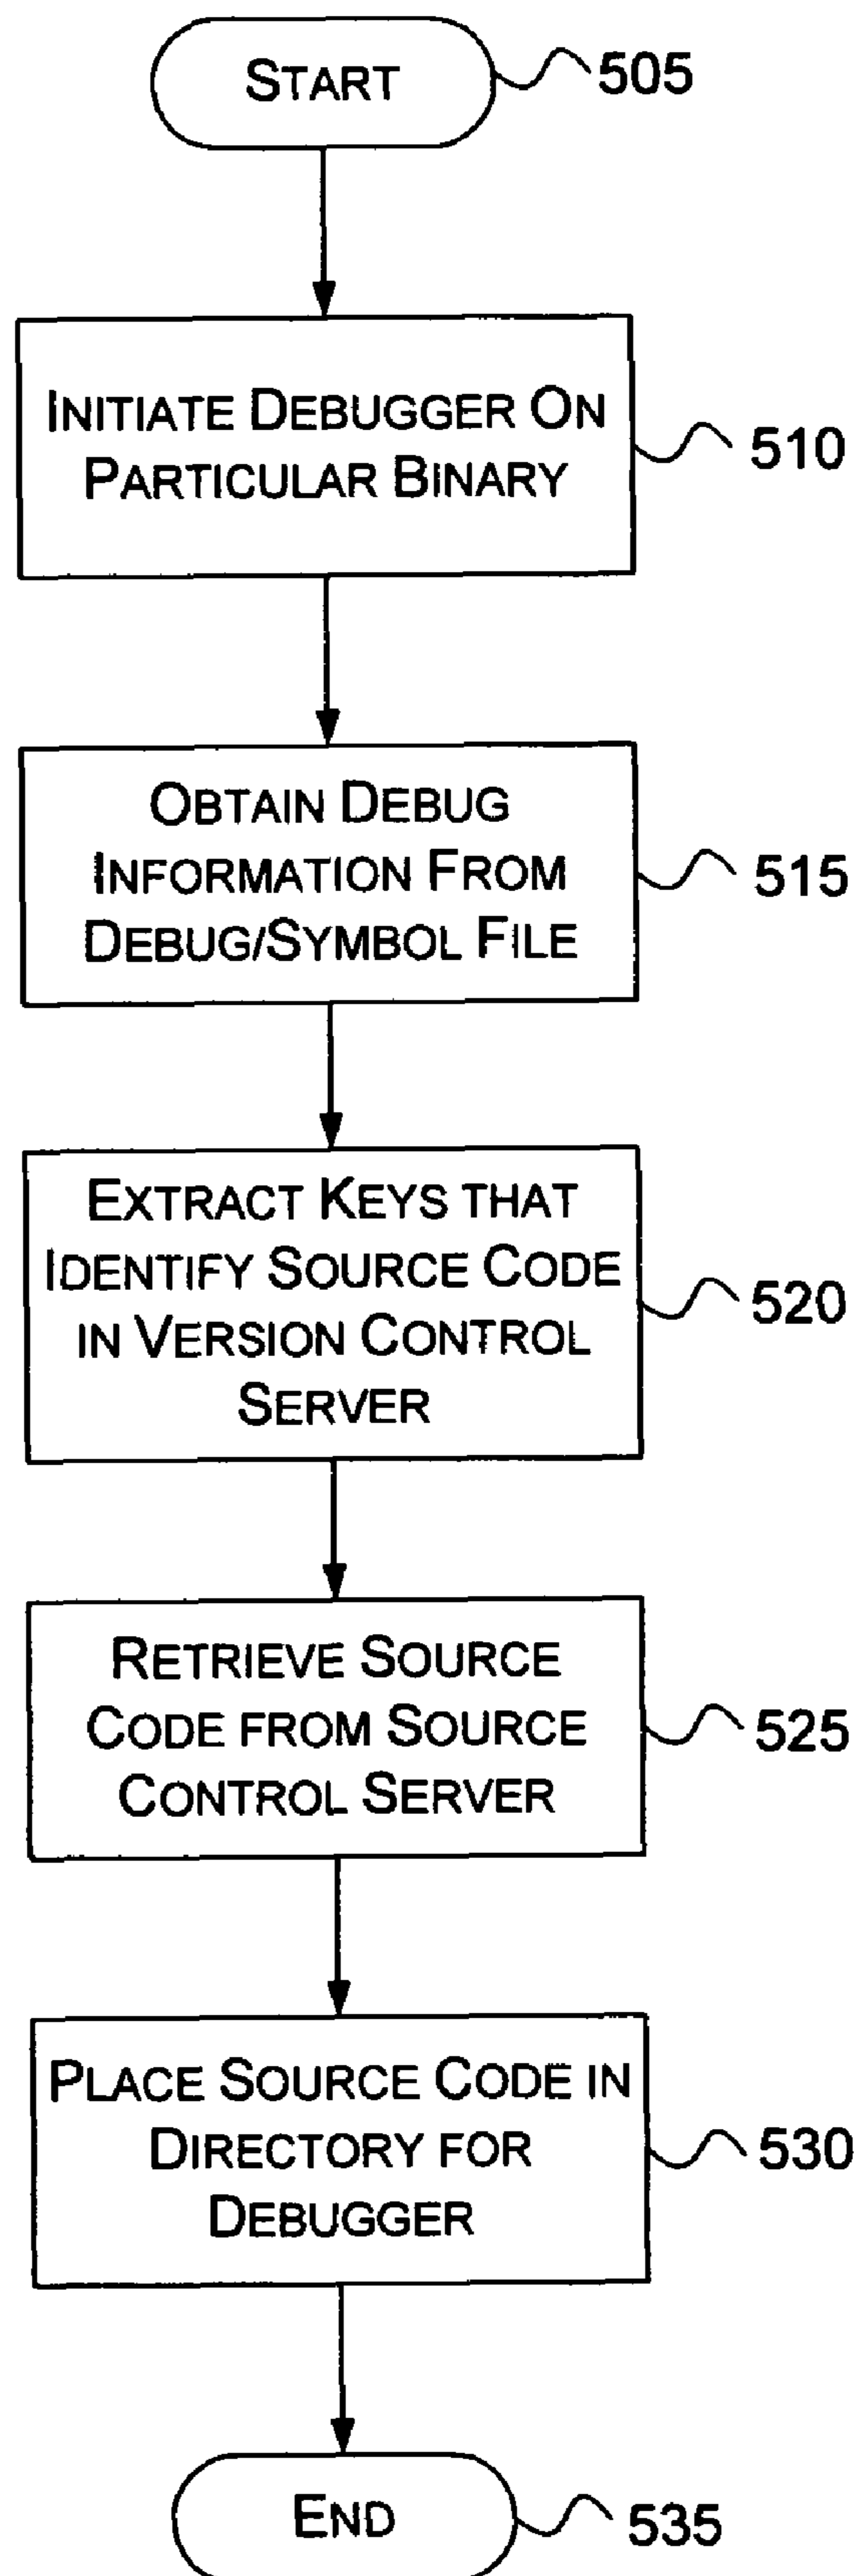 START
505
INITIATE DEBUGGER ON
PARTICULAR BINARY
510
OBTAIN DEBUG
INFORMATION FROM
DEBUG/SYMBOL FILE
515
EXTRACT KEYS THAT
IDENTIFY SOURCE CODE
IN VERSION CONTROL
SERVER
520
RETRIEVE SOURCE
CODE FROM SOURCE
CONTROL SERVER
525
PLACE SOURCE CODE IN
DIRECTORY FOR
DEBUGGER
530
END
535